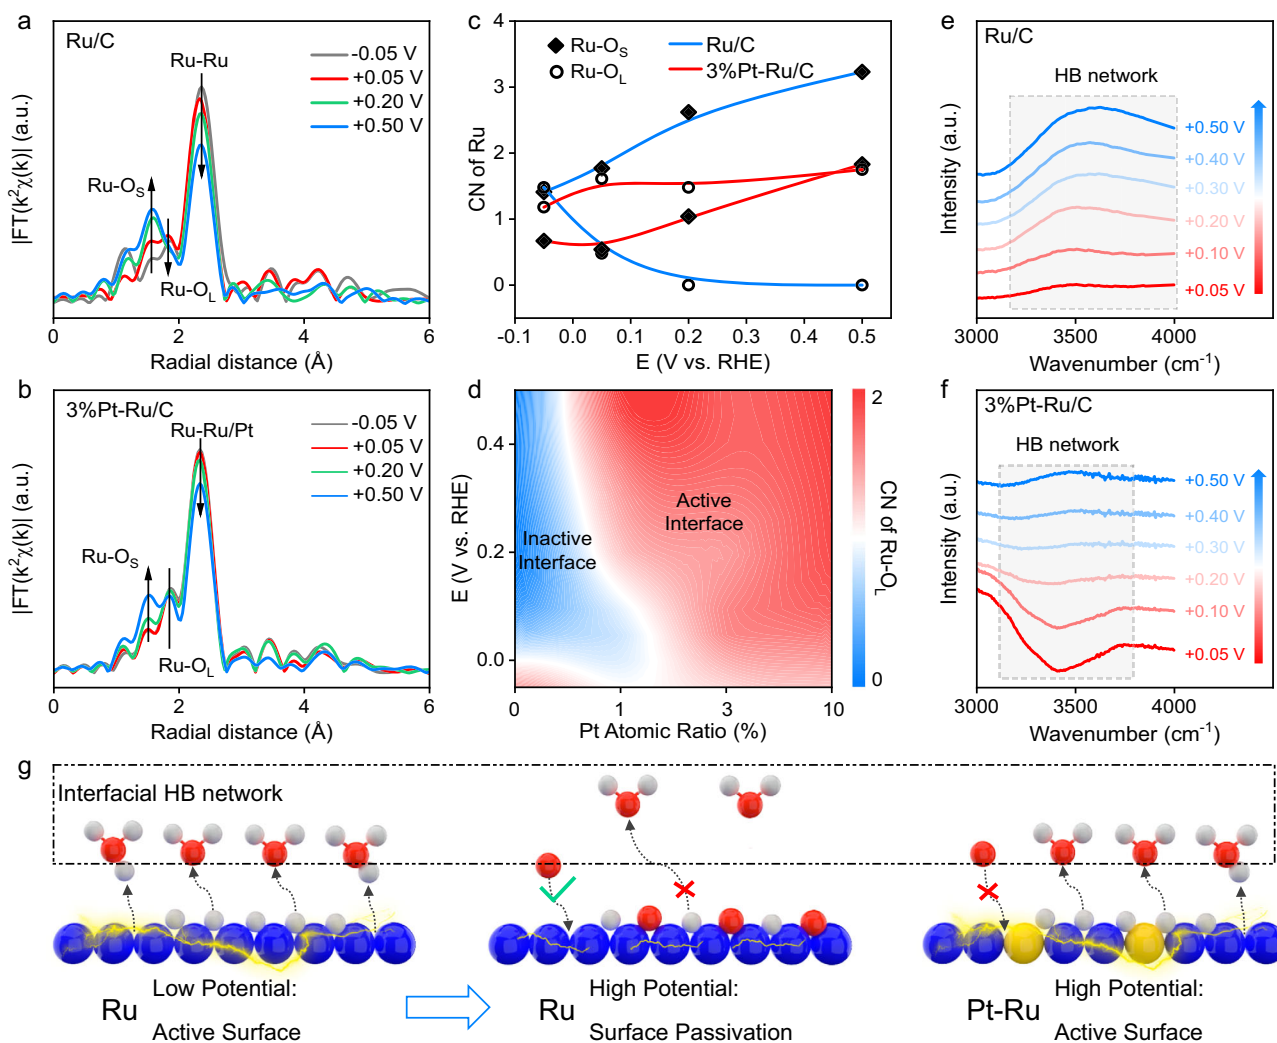 a
Ru/C
-0.05 V
+0.05 V
+0.20 V
+0.50 V
Ru-Ru
Ru-O_S
Ru-O_L
|FT(k²χ(k)| (a.u.)
0 2 4 6
Radial distance (Å)
b
3%Pt-Ru/C
-0.05 V
+0.05 V
+0.20 V
+0.50 V
Ru-Ru/Pt
Ru-O_S
Ru-O_L
|FT(k²χ(k)| (a.u.)
0 2 4 6
Radial distance (Å)
c
Ru-O_S
Ru-O_L
Ru/C
3%Pt-Ru/C
CN of Ru
4
3
2
1
0
-0.1 0.0 0.1 0.2 0.3 0.4 0.5
E (V vs. RHE)
d
E (V vs. RHE)
0.4
0.2
0.0
Inactive
Interface
Active
Interface
0 1 3 10
Pt Atomic Ratio (%)
2
0
CN of Ru-O_L
e
Ru/C
HB network
+0.50 V
+0.40 V
+0.30 V
+0.20 V
+0.10 V
+0.05 V
Intensity (a.u.)
3000 3500 4000
Wavenumber (cm⁻¹)
f
3%Pt-Ru/C
HB network
+0.50 V
+0.40 V
+0.30 V
+0.20 V
+0.10 V
+0.05 V
Intensity (a.u.)
3000 3500 4000
Wavenumber (cm⁻¹)
g
Interfacial HB network
Ru
Low Potential:
Active Surface
Ru
High Potential:
Surface Passivation
Pt-Ru
High Potential:
Active Surface